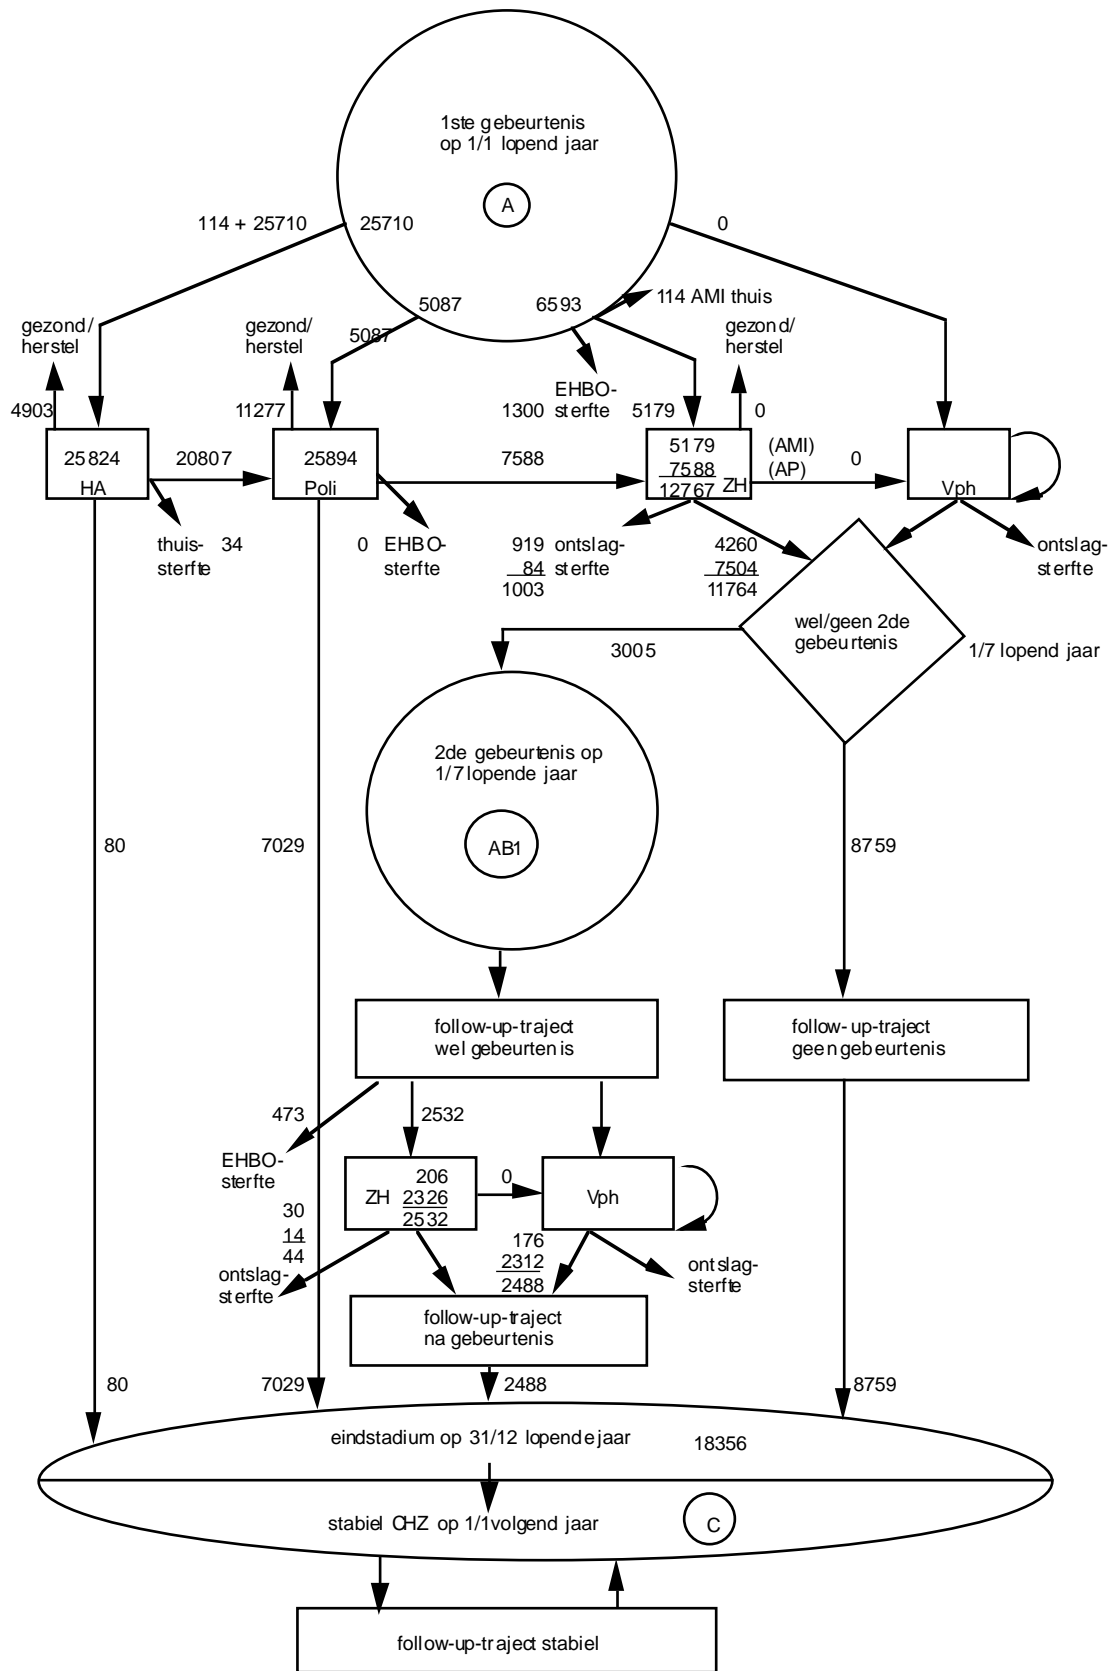 1ste gebeurtenis
op 1/1 lopend jaar
A
114 + 25710
25710
0
5087
6593
114 AMI thuis
gezond/
herstel
gezond/
herstel
5087
gezond/
herstel
4903
11277
1300
EHBO-
sterfte
5179
0
25824
HA
20807
25894
Poli
7588
5179
7588
12767
ZH
(AMI)
(AP)
0
Vph
thuis-
sterfte
34
0
EHBO-
sterfte
919
84
1003
ontslag-
sterfte
4260
7504
11764
ontslag-
sterfte
wel/geen 2de
gebeurtenis
1/7 lopend jaar
3005
2de gebeurtenis op
1/7 lopende jaar
AB1
80
7029
8759
follow-up-traject
wel gebeurtenis
follow-up-traject
geen gebeurtenis
473
2532
EHBO-
sterfte
ZH
206
2326
2532
0
Vph
30
14
44
ontslag-
sterfte
176
2312
2488
ontslag-
sterfte
follow-up-traject
na gebeurtenis
80
7029
2488
8759
eindstadium op 31/12 lopende jaar
18356
stabiel CHZ op 1/1 volgend jaar
C
follow-up-traject stabiel